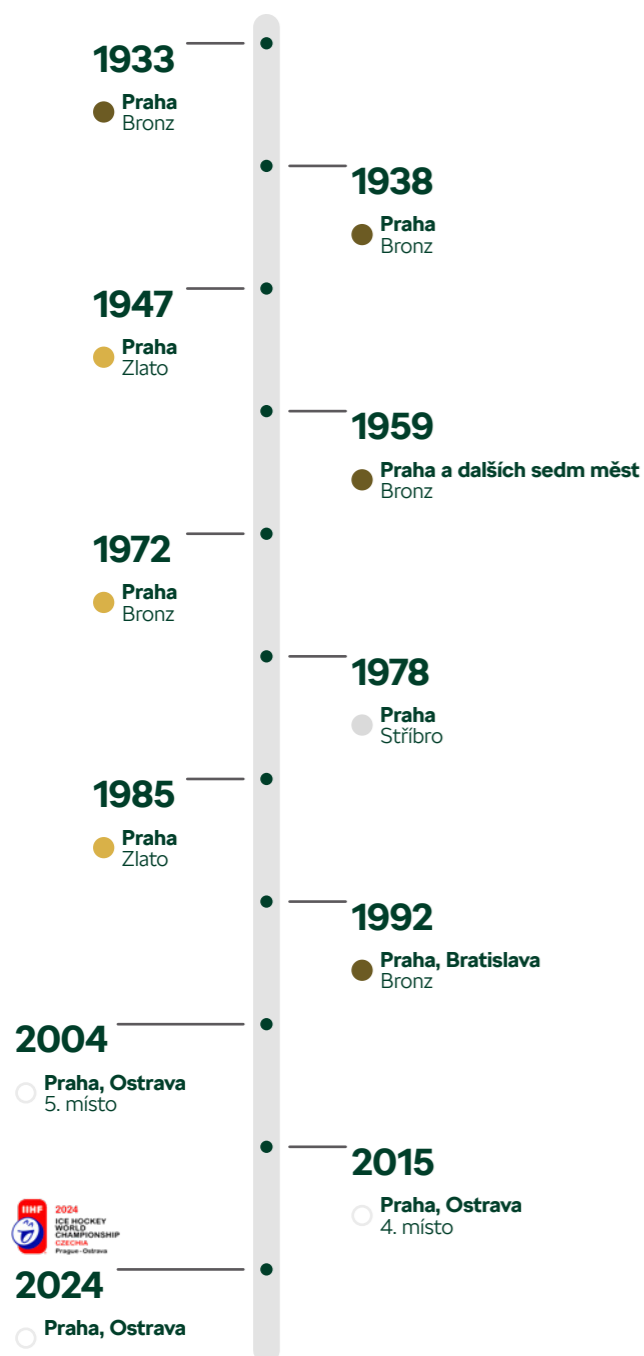 1933
Praha
Bronz
1938
Praha
Bronz
1947
Praha
Zlato
1959
Praha a dalších sedm měst
Bronz
1972
Praha
Bronz
1978
Praha
Stříbro
1985
Praha
Zlato
1992
Praha, Bratislava
Bronz
2004
Praha, Ostrava
5. místo
2015
Praha, Ostrava
4. místo
IIHF
2024
ICE HOCKEY
WORLD
CHAMPIONSHIP
CZECHIA
Prague - Ostrava
2024
Praha, Ostrava